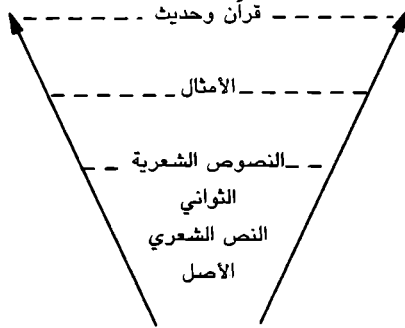 قرآن وحديث
الأمثال
النصوص الشعرية
الثواني
النص الشعري
الأصل